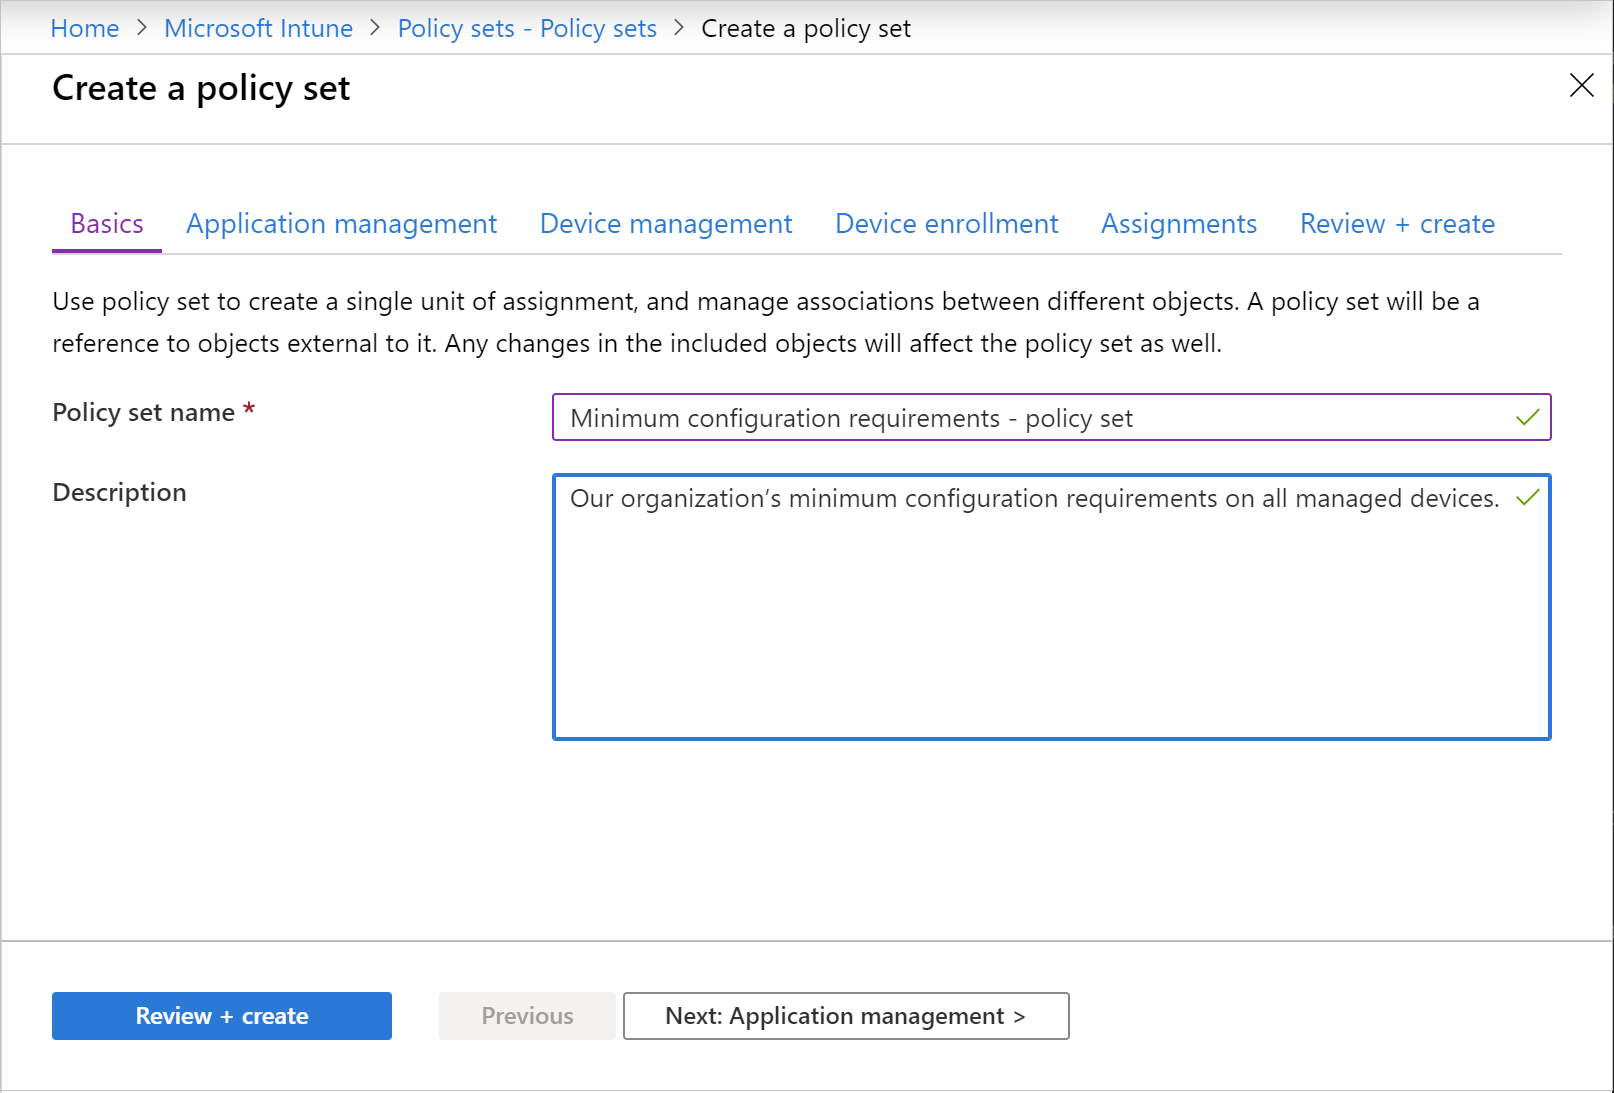 Home > Microsoft Intune > Policy sets - Policy sets > Create a policy set
Create a policy set
Basics Application management Device management Device enrollment Assignments Review + create
Use policy set to create a single unit of assignment, and manage associations between different objects. A policy set will be a
reference to objects external to it. Any changes in the included objects will affect the policy set as well.
Policy set name *
Minimum configuration requirements - policy set
Description
Our organization’s minimum configuration requirements on all managed devices.
Review + create Previous Next: Application management >